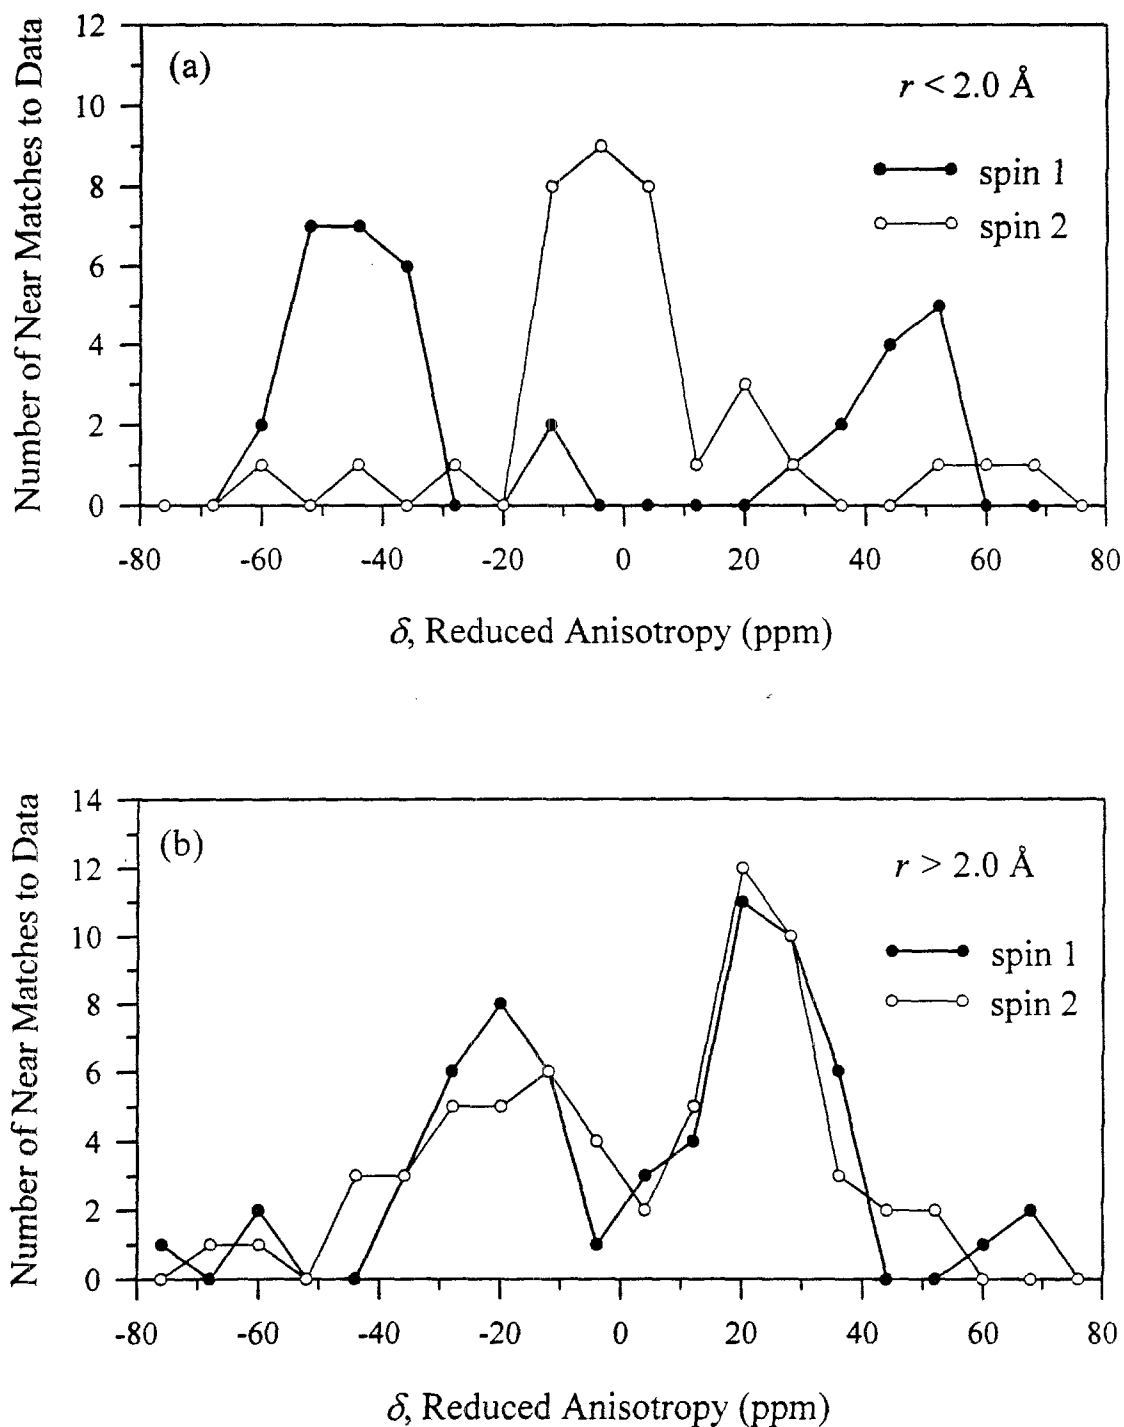 (a)
r < 2.0 Å
spin 1
spin 2
Number of Near Matches to Data
12
10
8
6
4
2
0
-80 -60 -40 -20 0 20 40 60 80
δ, Reduced Anisotropy (ppm)
(b)
r > 2.0 Å
spin 1
spin 2
Number of Near Matches to Data
14
12
10
8
6
4
2
0
-80 -60 -40 -20 0 20 40 60 80
δ, Reduced Anisotropy (ppm)